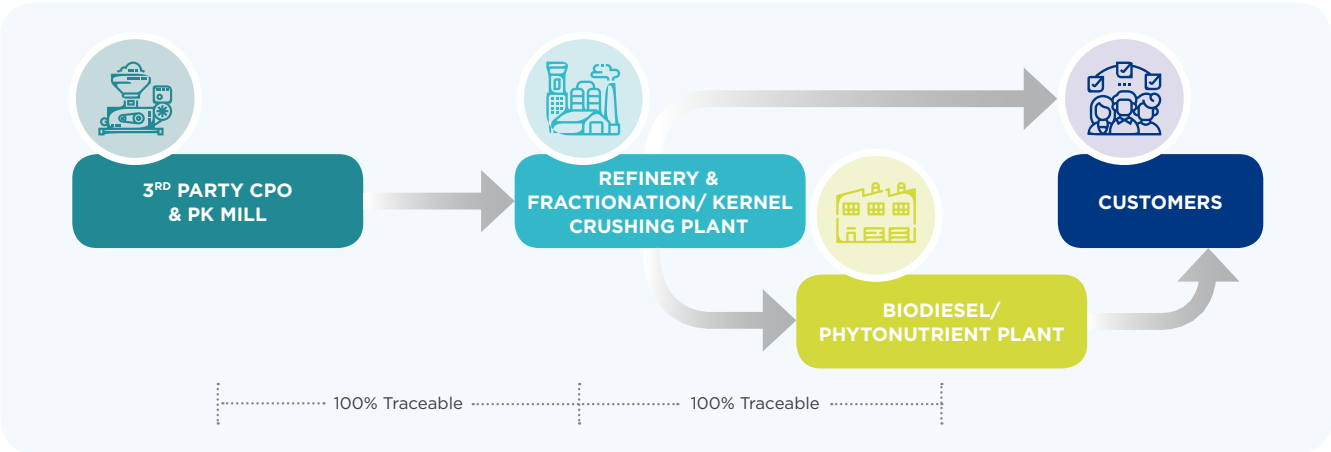 3RD PARTY CPO
& PK MILL
REFINERY &
FRACTIONATION/ KERNEL
CRUSHING PLANT
BIODIESEL/
PHYTONUTRIENT PLANT
CUSTOMERS
100% Traceable
100% Traceable